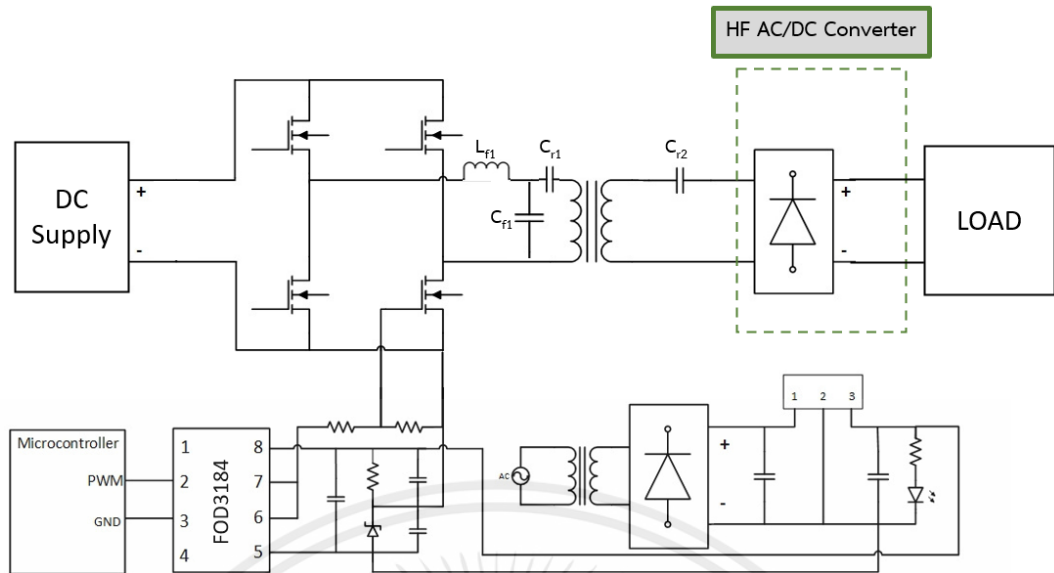 HF AC/DC Converter
DC
Supply
+
-
Lf1
Cr1
Cf1
Cr2
+
-
LOAD
Microcontroller
PWM
GND
1
2
3
4
FOD3184
8
7
6
5
AC
+
-
1 2 3